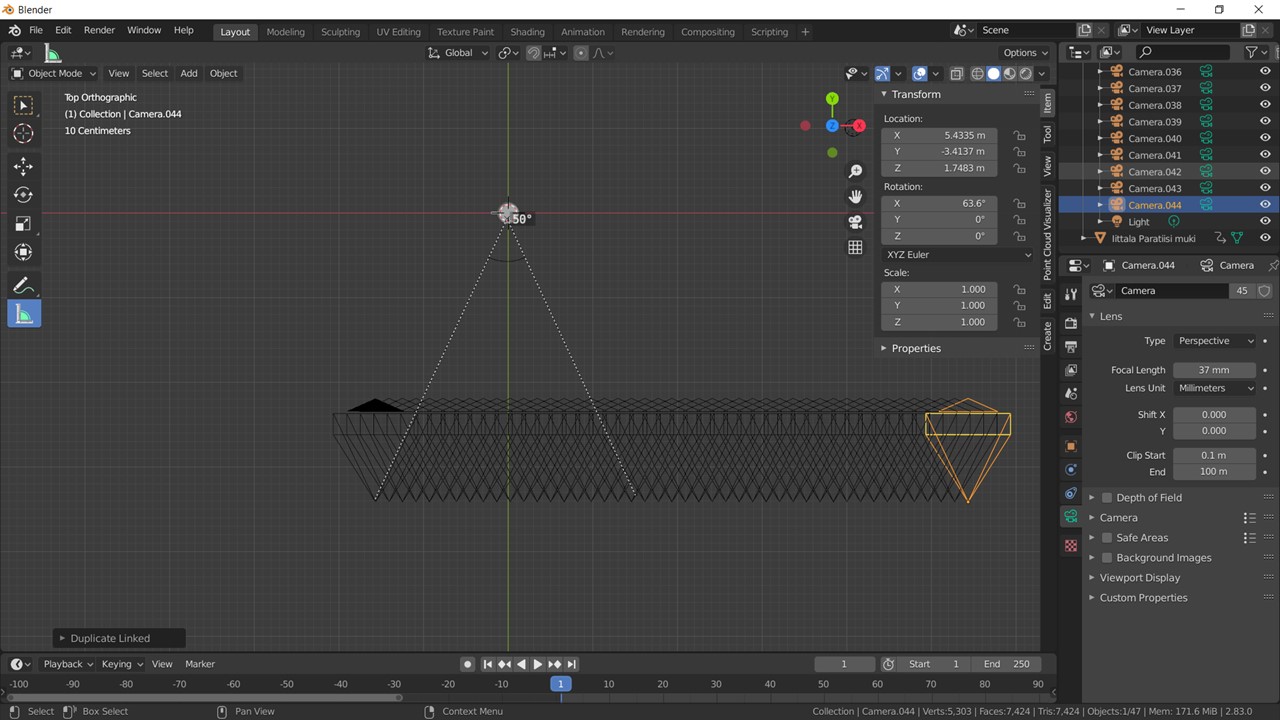 Blender
File Edit Render Window Help Layout Modeling Sculpting UV Editing Texture Paint Shading Animation Rendering Compositing Scripting + Scene View Layer
Global Options
Object Mode View Select Add Object
Top Orthographic
(1) Collection | Camera.044
10 Centimeters
50°
Y
Z
X
Transform
Location:
X 5.4335 m
Y -3.4137 m
Z 1.7483 m
Rotation:
X 63.6°
Y 0°
Z 0°
XYZ Euler
Scale:
X 1.000
Y 1.000
Z 1.000
Properties
Item
Tool
View
Point Cloud Visualizer
Edit
Create
Camera.036
Camera.037
Camera.038
Camera.039
Camera.040
Camera.041
Camera.042
Camera.043
Camera.044
Light
Iittala Paratiisi muki
Camera.044 Camera
Camera 45
Lens
Type Perspective
Focal Length 37 mm
Lens Unit Millimeters
Shift X 0.000
Y 0.000
Clip Start 0.1 m
End 100 m
Depth of Field
Camera
Safe Areas
Background Images
Viewport Display
Custom Properties
Duplicate Linked
Playback Keying View Marker 1 Start 1 End 250
-100 -90 -80 -70 -60 -50 -40 -30 -20 -10 1 10 20 30 40 50 60 70 80 90
Select Box Select Pan View Context Menu Collection | Camera.044 | Verts:5,303 | Faces:7,424 | Tris:7,424 | Objects:1/47 | Mem: 171.6 MiB | 2.83.0